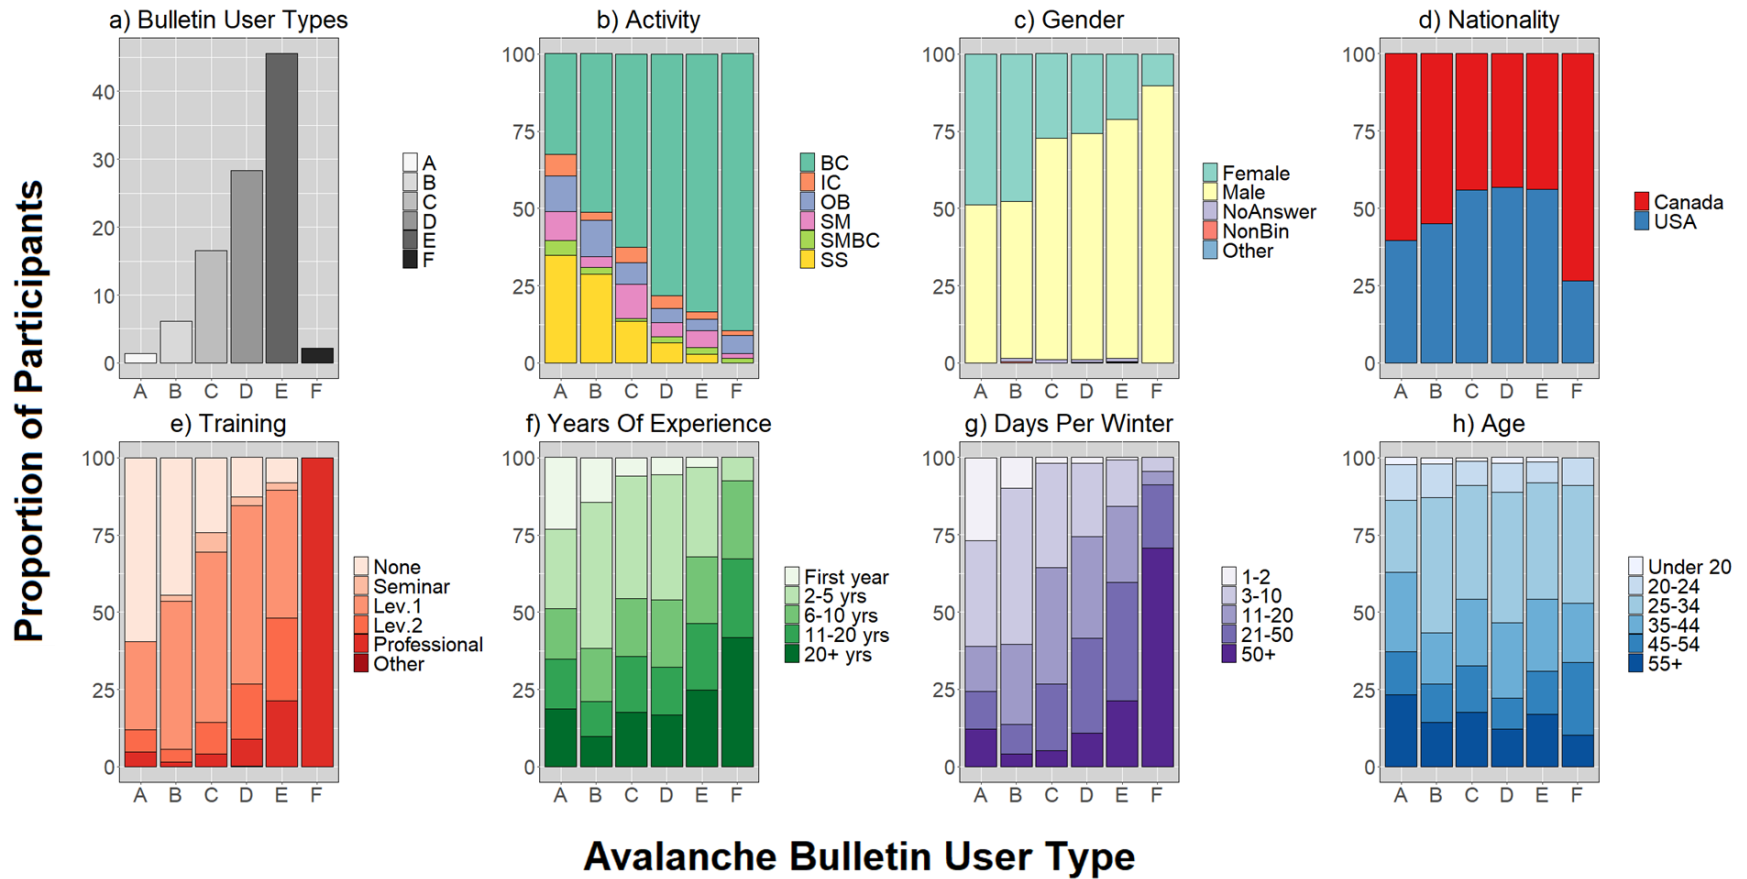 a) Bulletin User Types
b) Activity
c) Gender
d) Nationality
40
30
20
10
0
A
B
C
D
E
F
A B C D E F
100
75
50
25
0
BC
IC
OB
SM
SMBC
SS
A B C D E F
100
75
50
25
0
Female
Male
NoAnswer
NonBin
Other
A B C D E F
100
75
50
25
0
Canada
USA
A B C D E F
Proportion of Participants
e) Training
f) Years Of Experience
g) Days Per Winter
h) Age
100
75
50
25
0
None
Seminar
Lev.1
Lev.2
Professional
Other
A B C D E F
100
75
50
25
0
First year
2-5 yrs
6-10 yrs
11-20 yrs
20+ yrs
A B C D E F
100
75
50
25
0
1-2
3-10
11-20
21-50
50+
A B C D E F
100
75
50
25
0
Under 20
20-24
25-34
35-44
45-54
55+
A B C D E F
Avalanche Bulletin User Type